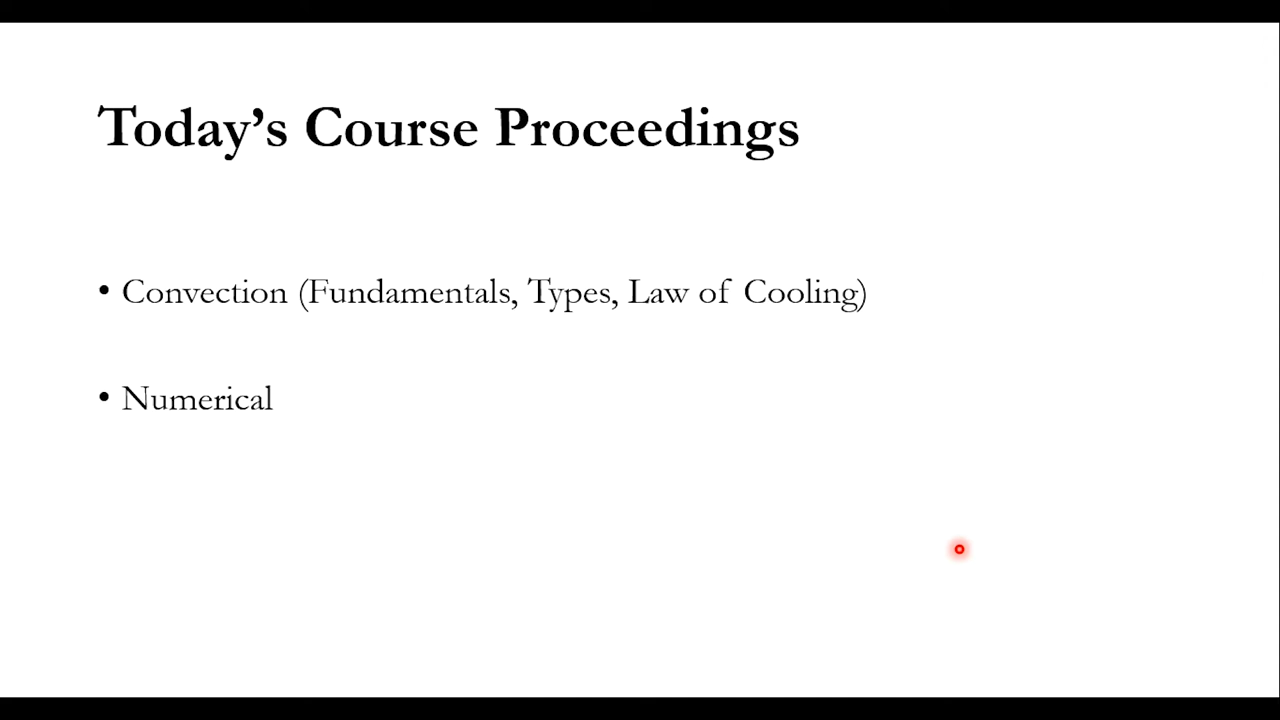 Today’s Course Proceedings
• Convection (Fundamentals, Types, Law of Cooling)
• Numerical